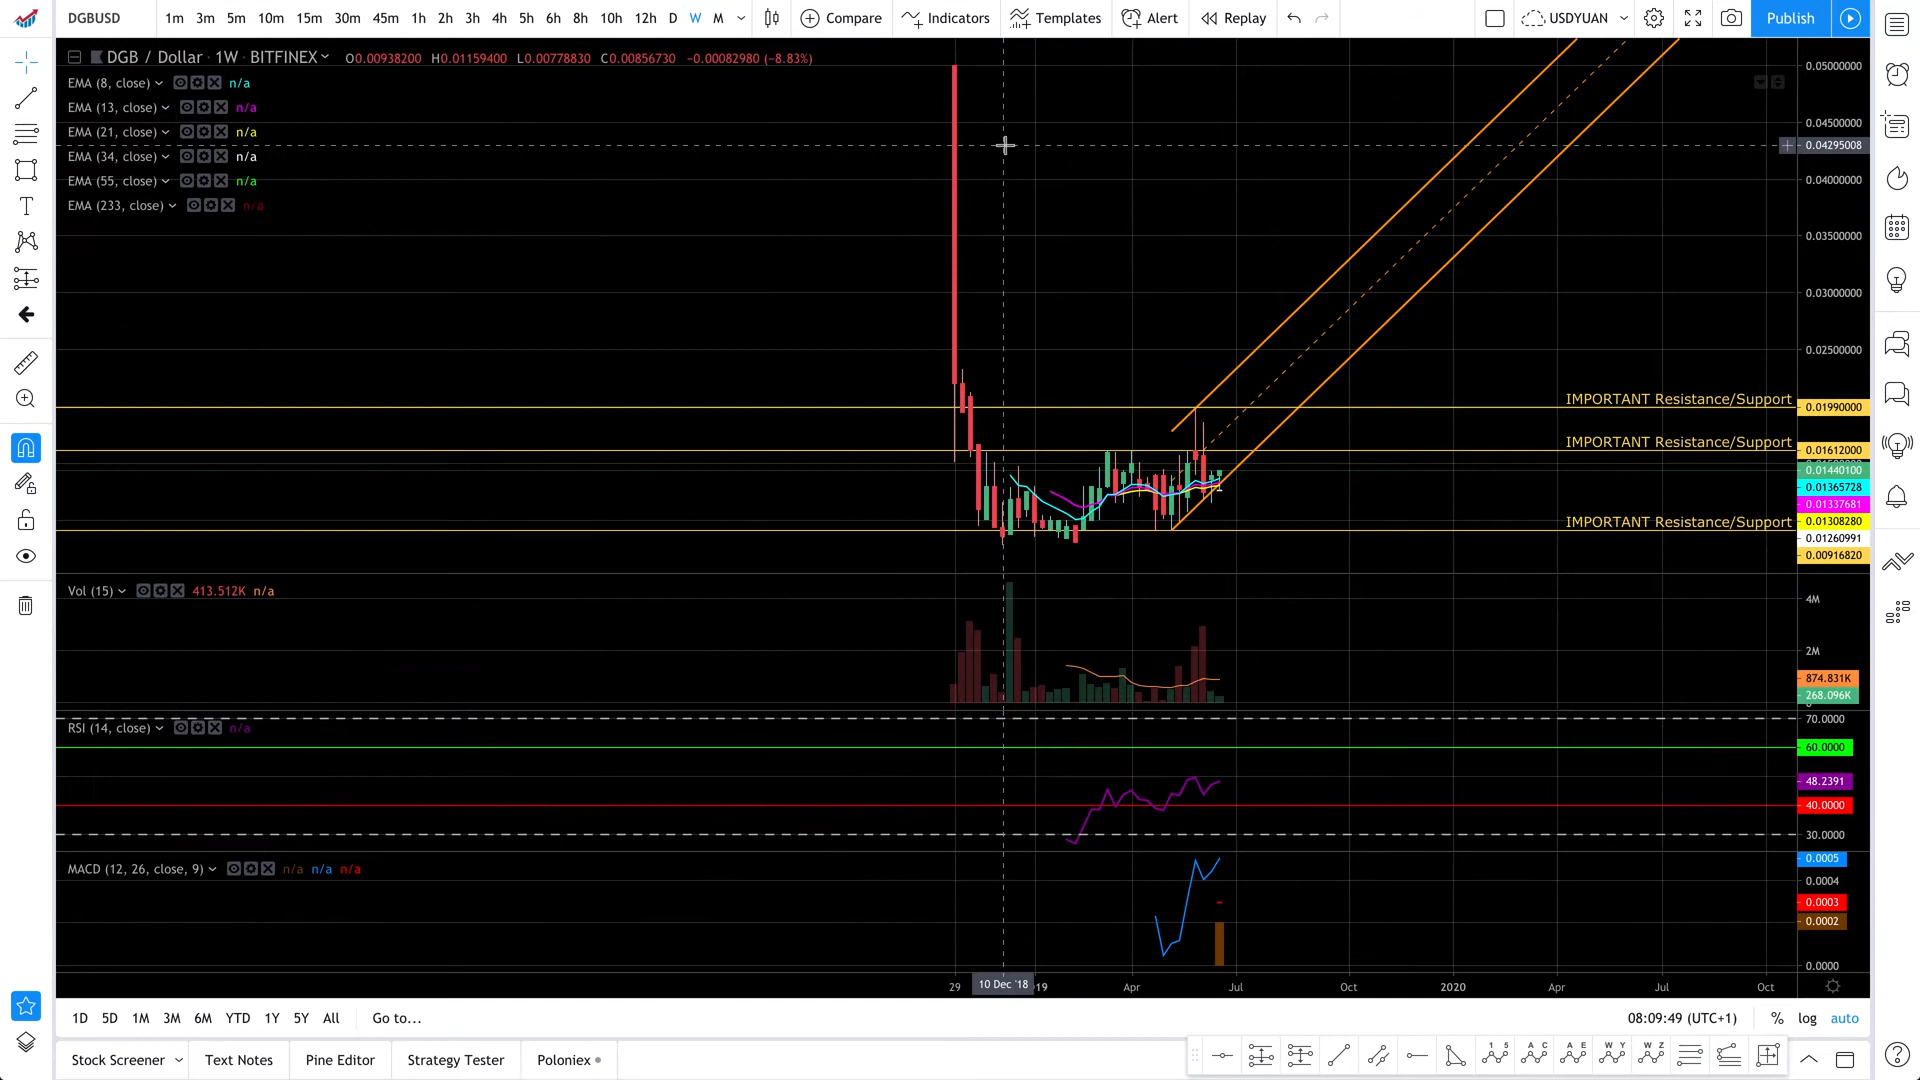 DGBUSD 1m 3m 5m 10m 15m 30m 45m 1h 2h 3h 4h 5h 6h 8h 10h 12h D W M Compare Indicators Templates Alert Replay USDYUAN Publish
DGB / Dollar · 1W · BITFINEX O0.00938200 H0.01159400 L0.00778830 C0.00856730 −0.00082980 (−8.83%)
0.05000000
EMA (8, close) n/a
EMA (13, close) n/a
0.04500000
EMA (21, close) n/a
0.04295008
EMA (34, close) n/a
EMA (55, close) n/a
0.04000000
EMA (233, close) n/a
0.03500000
0.03000000
0.02500000
IMPORTANT Resistance/Support
0.01990000
IMPORTANT Resistance/Support
0.01612000
0.01440100
0.01365728
0.01337681
IMPORTANT Resistance/Support
0.01308280
0.01260991
0.00916820
Vol (15) 413.512K n/a
4M
2M
874.831K
268.096K
0
70.0000
RSI (14, close) n/a
60.0000
48.2391
40.0000
30.0000
0.0005
MACD (12, 26, close, 9) n/a n/a n/a
0.0004
0.0003
0.0002
0.0000
29 10 Dec '18 19 Apr Jul Oct 2020 Apr Jul Oct
1D 5D 1M 3M 6M YTD 1Y 5Y All Go to... 08:09:49 (UTC+1) % log auto
Stock Screener Text Notes Pine Editor Strategy Tester Poloniex
1 5 A C A E W Y W Z